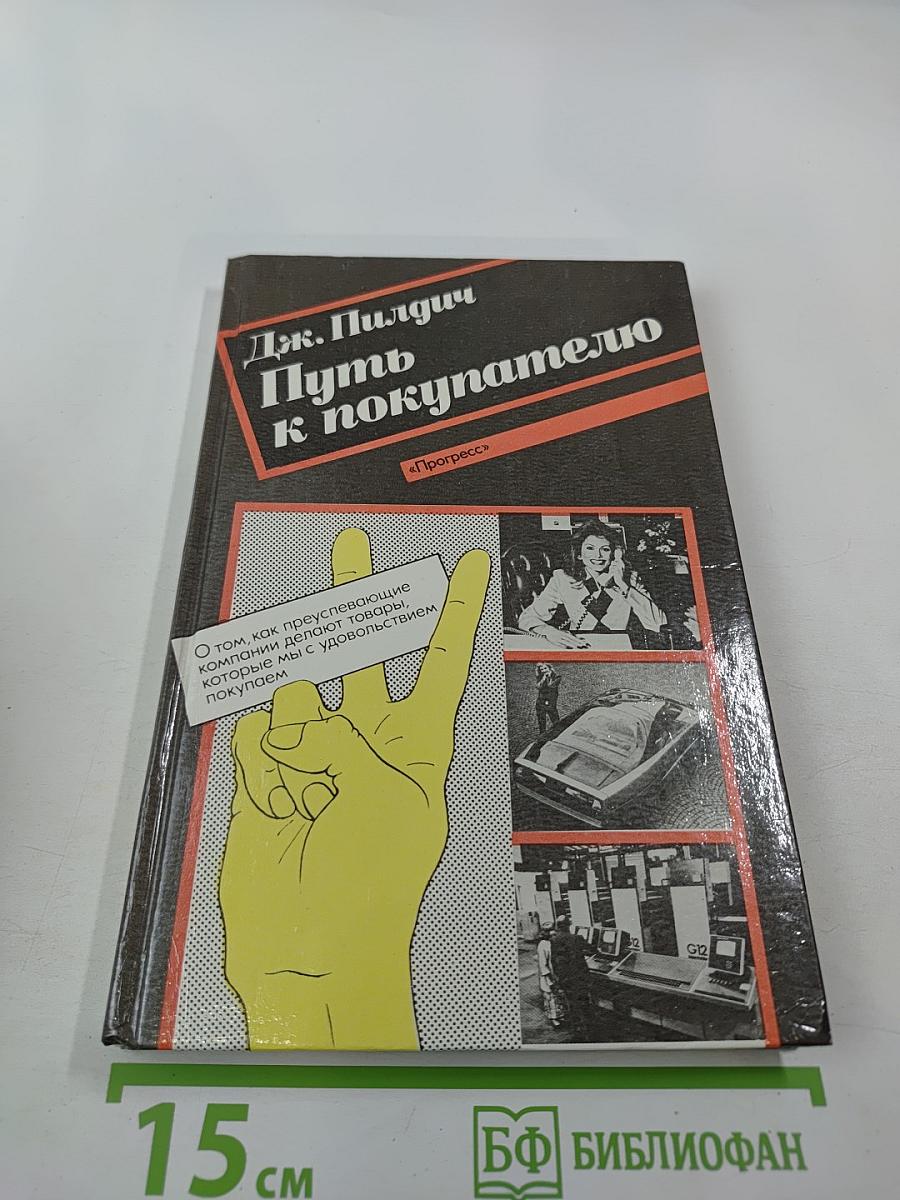 Дж. Пилдич
Путь
к покупателю
«Прогресс»
О том, как преуспевающие
компании делают товары,
которые мы с удовольствием
покупаем
G12
G12
15 см
БФ БИБЛИОФАН